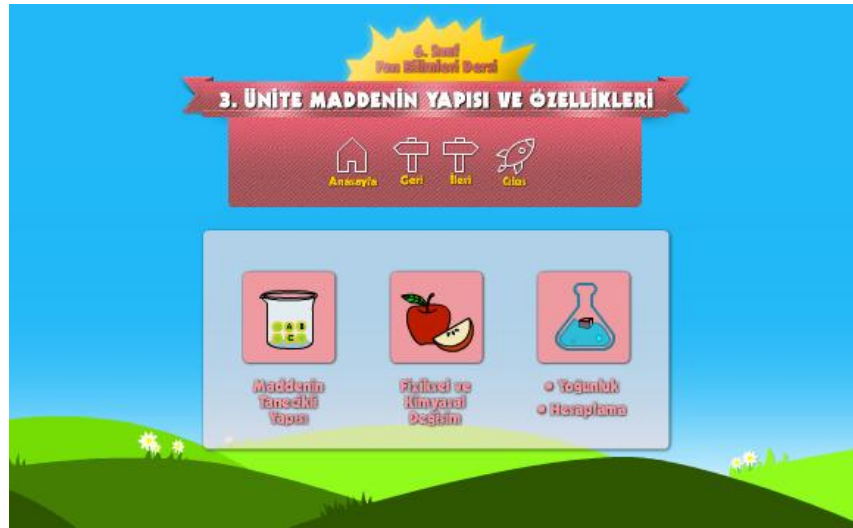 6. Sınıf
Fen Bilimleri Dersi
3. ÜNİTE MADDENİN YAPISI VE ÖZELLİKLERİ
Anasayfa Geri İleri Çıkış
A B
C
Maddenin
Tanecikli
Yapısı
Fiziksel ve
Kimyasal
Değişim
• Yoğunluk
• Hesaplama